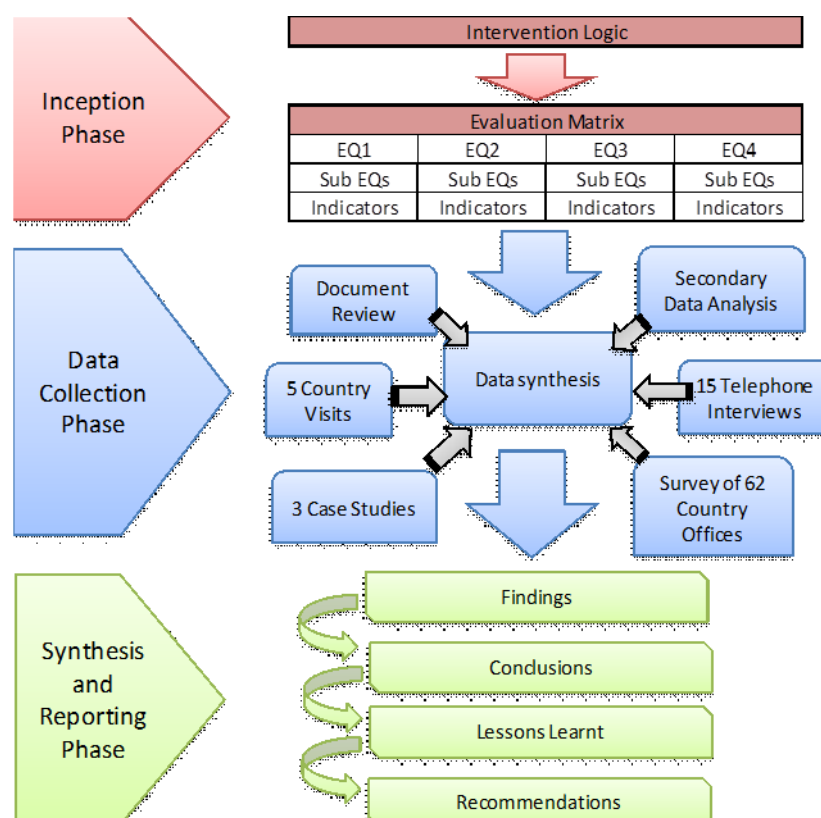 Inception
Phase
Intervention Logic
Evaluation Matrix
EQ1 EQ2 EQ3 EQ4
Sub EQs Sub EQs Sub EQs Sub EQs
Indicators Indicators Indicators Indicators
Data
Collection
Phase
Document
Review
Secondary
Data Analysis
5 Country
Visits
Data synthesis
15 Telephone
Interviews
3 Case Studies
Survey of 62
Country
Offices
Synthesis
and
Reporting
Phase
Findings
Conclusions
Lessons Learnt
Recommendations